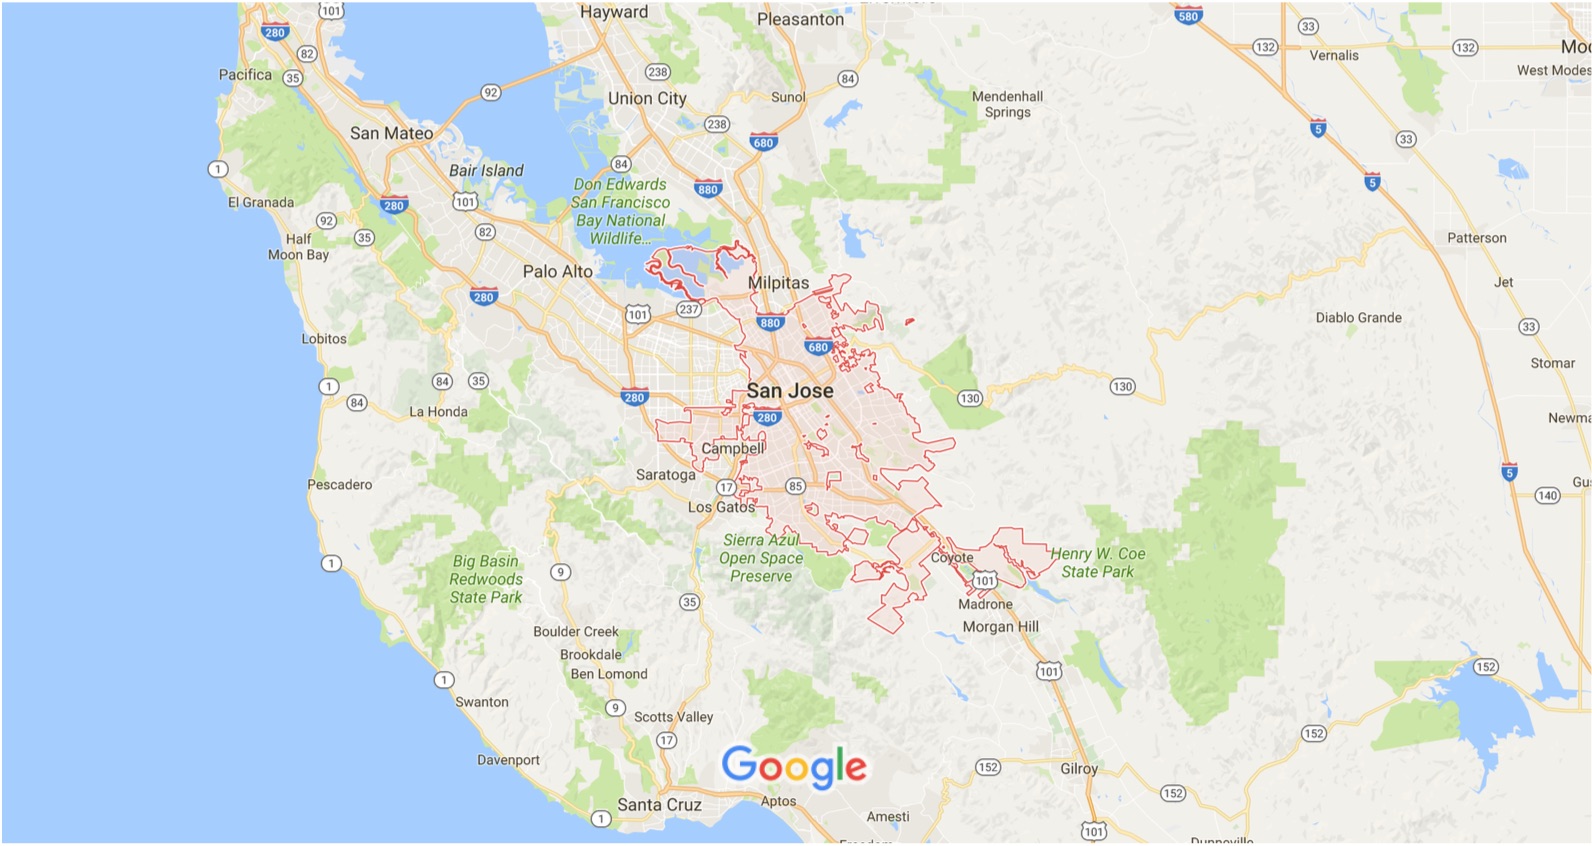 Hayward
Pleasanton
101
280
82
Pacifica
35
92
238
84
Union City
Sunol
238
San Mateo
680
Bair Island
84
1
Don Edwards
San Francisco
Bay National
Wildlife...
880
El Granada
280
101
92
35
82
Half
Moon Bay
Palo Alto
280
Milpitas
101
237
880
680
Lobitos
1
84
35
84
La Honda
280
San Jose
280
130
130
Campbell
Saratoga
17
85
Los Gatos
Pescadero
Sierra Azul
Open Space
Preserve
Coyote
Henry W. Coe
State Park
101
Madrone
Morgan Hill
1
Big Basin
Redwoods
State Park
9
35
Boulder Creek
Brookdale
Ben Lomond
1
Swanton
9
Scotts Valley
17
Davenport
Google
Santa Cruz
1
Aptos
Amesti
101
152
Gilroy
152
101
152
152
580
33
132
Vernalis
132
West Modes
Mendenhall
Springs
5
33
5
Patterson
Jet
Diablo Grande
33
Stomar
Newma
5
140
Gus